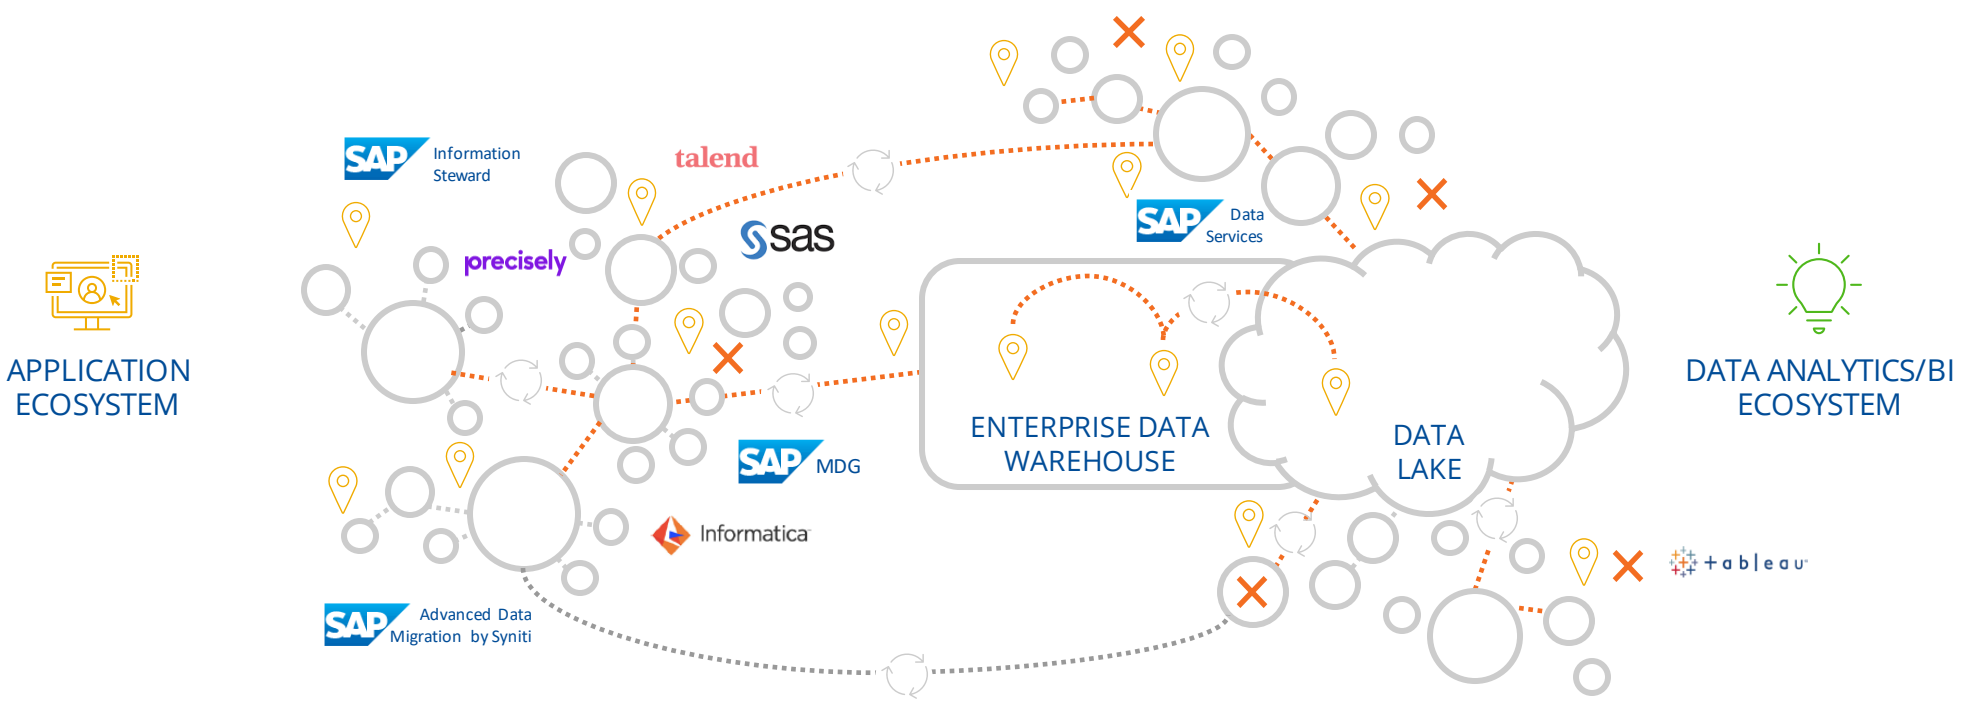 SAP Information
Steward
talend
sas
precisely
SAP Data
Services
APPLICATION
ECOSYSTEM
ENTERPRISE DATA
WAREHOUSE
DATA
LAKE
DATA ANALYTICS/BI
ECOSYSTEM
SAP MDG
Informatica
+ableau
SAP Advanced Data
Migration by Syniti